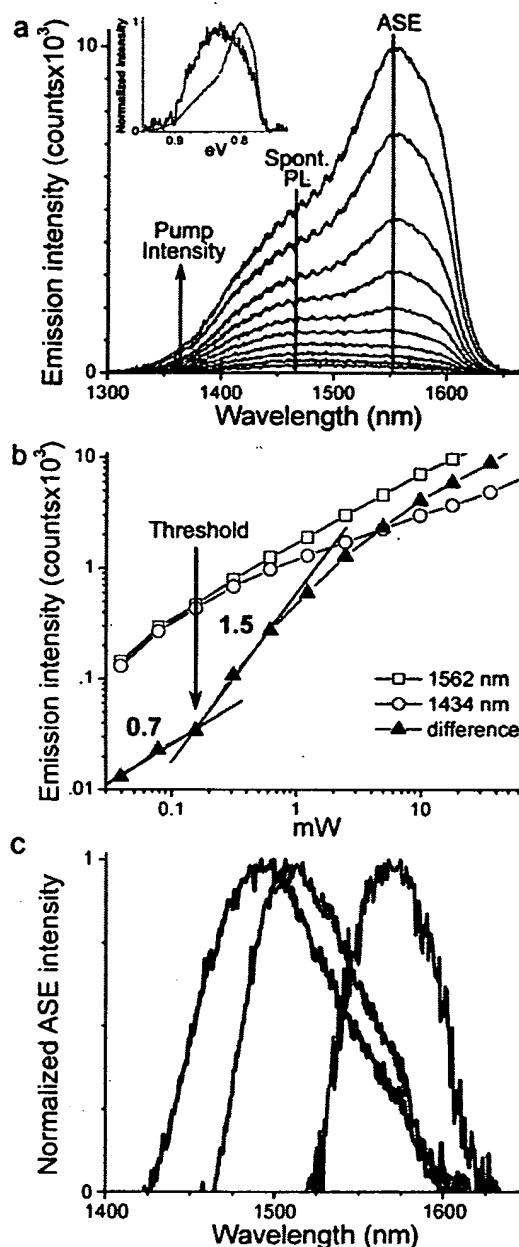 a
Emission intensity (countsx10³)
10
5
0
Normalized Intensity
1
0
0.9
0.8
eV
ASE
Spont.
PL
Pump
Intensity
1300
1400
1500
1600
Wavelength (nm)
b
Emission intensity (countsx10³)
10
1
.1
.01
Threshold
1.5
0.7
1562 nm
1434 nm
difference
0.1
1
10
mW
c
Normalized ASE intensity
1
0
1400
1500
1600
Wavelength (nm)